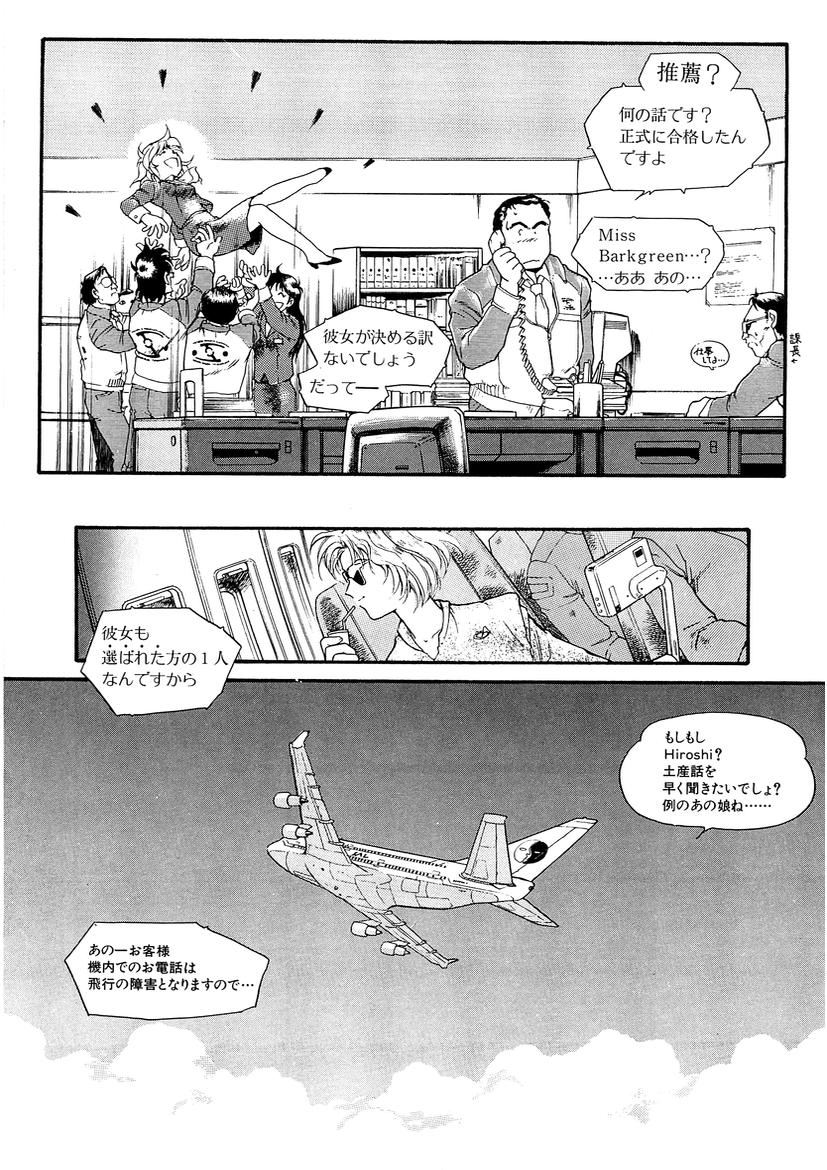 推薦？
何の話です？
正式に合格したん
ですよ
Miss
Barkgreen…？
…ああ あの…
仕事
してよ…
課長
彼女が決める訳
ないでしょう
だって──
彼女も
選ばれた方の1人
なんですから
もしもし
Hiroshi？
土産話を
早く聞きたいでしょ？
例のあの娘ね……
あのーお客様
機内でのお電話は
飛行の障害となりますので…